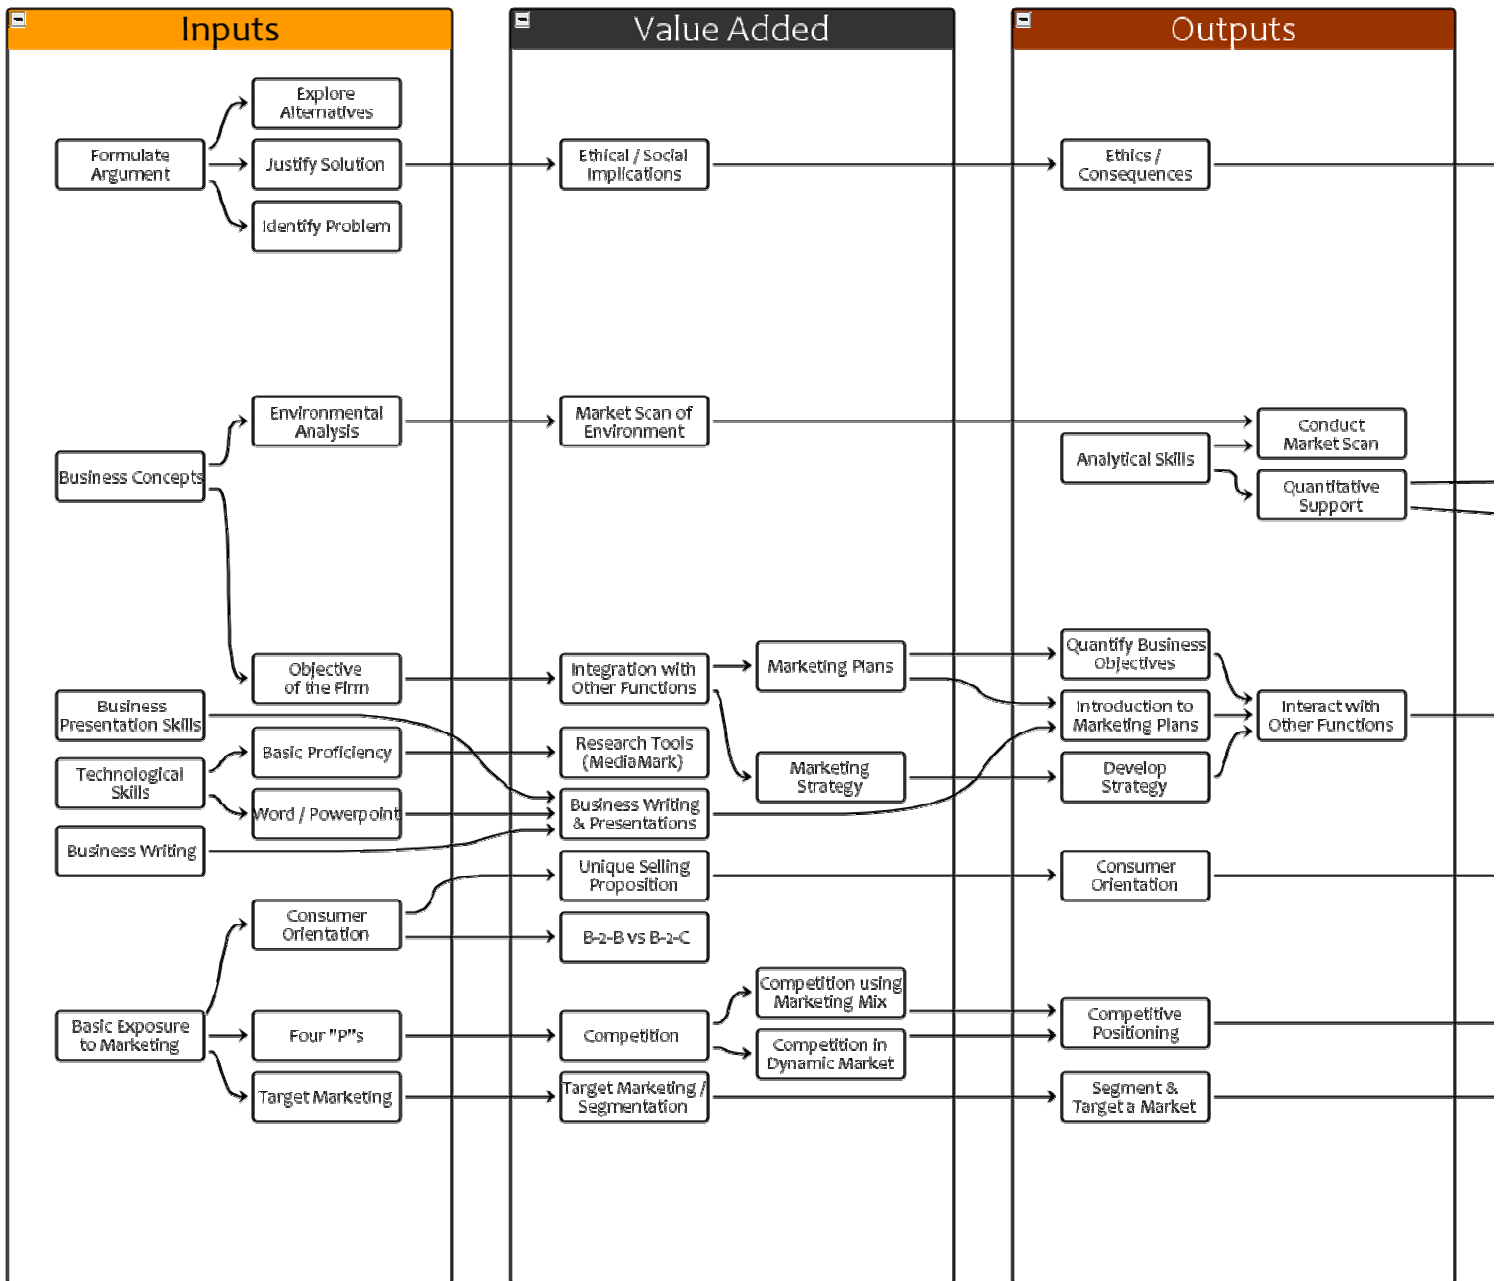 Inputs
Value Added
Outputs
Explore
Alternatives
Formulate
Argument
Justify Solution
Identify Problem
Ethical / Social
Implications
Ethics /
Consequences
Environmental
Analysis
Business Concepts
Market Scan of
Environment
Conduct
Market Scan
Analytical Skills
Quantitative
Support
Objective
of the Firm
Business
Presentation Skills
Basic Proficiency
Technological
Skills
Word / Powerpoint
Business Writing
Integration with
Other Functions
Marketing Plans
Research Tools
(MediaMark)
Marketing
Strategy
Business Writing
& Presentations
Quantify Business
Objectives
Introduction to
Marketing Plans
Interact with
Other Functions
Develop
Strategy
Unique Selling
Proposition
Consumer
Orientation
Consumer
Orientation
B-2-B vs B-2-C
Basic Exposure
to Marketing
Four "P"s
Target Marketing
Competition
Competition using
Marketing Mix
Competition in
Dynamic Market
Competitive
Positioning
Target Marketing /
Segmentation
Segment &
Target a Market